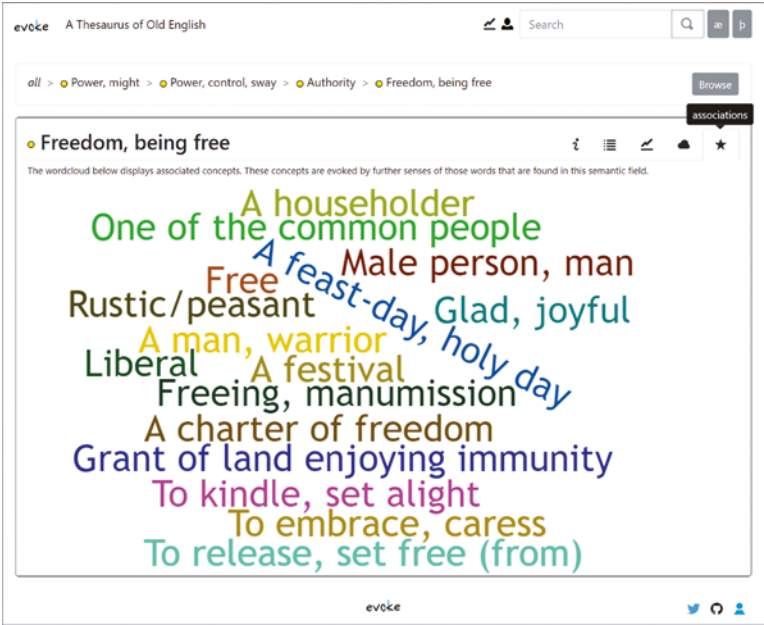 evoke A Thesaurus of Old English Search æ þ
all > Power, might > Power, control, sway > Authority > Freedom, being free Browse
associations
Freedom, being free i
The wordcloud below displays associated concepts. These concepts are evoked by further senses of those words that are found in this semantic field.
A householder
One of the common people
A feast-day, holy day
Male person, man
Free
Rustic/peasant
Glad, joyful
A man, warrior
Liberal
A festival
Freeing, manumission
A charter of freedom
Grant of land enjoying immunity
To kindle, set alight
To embrace, caress
To release, set free (from)
evoke